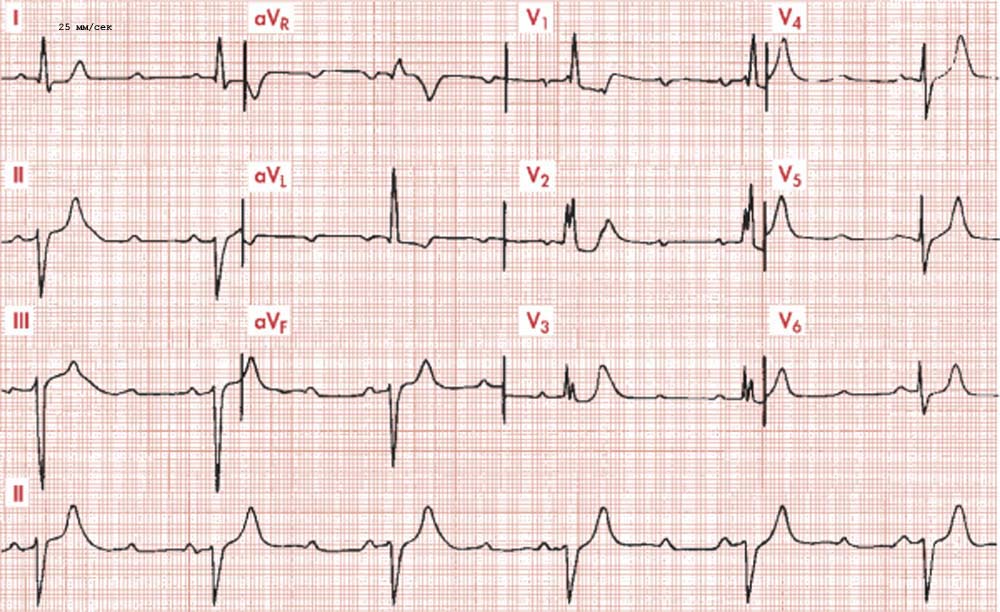 I aVR V1 V4
25 мм/сек
II aVL V2 V5
III aVF V3 V6
II